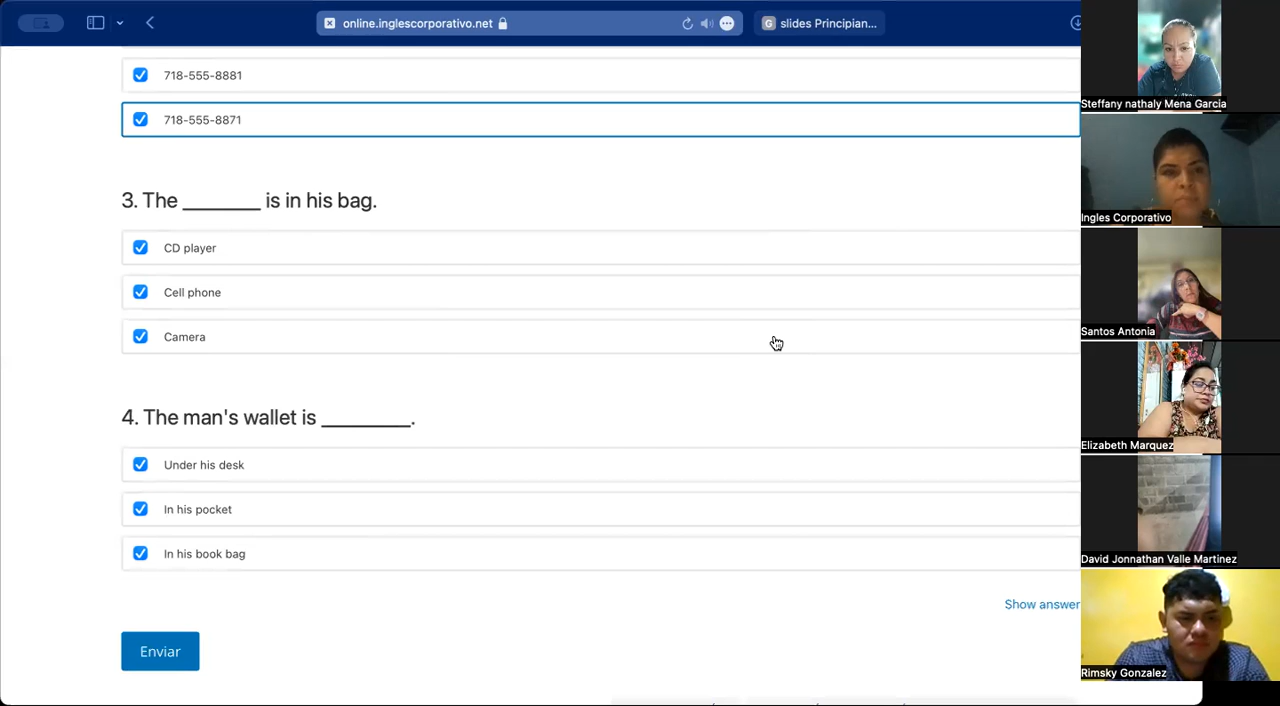 online.inglescorporativo.net
G slides Principian...
718-555-8881
718-555-8871
3. The ________ is in his bag.
CD player
Cell phone
Camera
4. The man's wallet is _________.
Under his desk
In his pocket
In his book bag
Show answer
Enviar
Steffany nathaly Mena Garcia
Ingles Corporativo
Santos Antonia
Elizabeth Marquez
David Jonnathan Valle Martinez
Rimsky Gonzalez